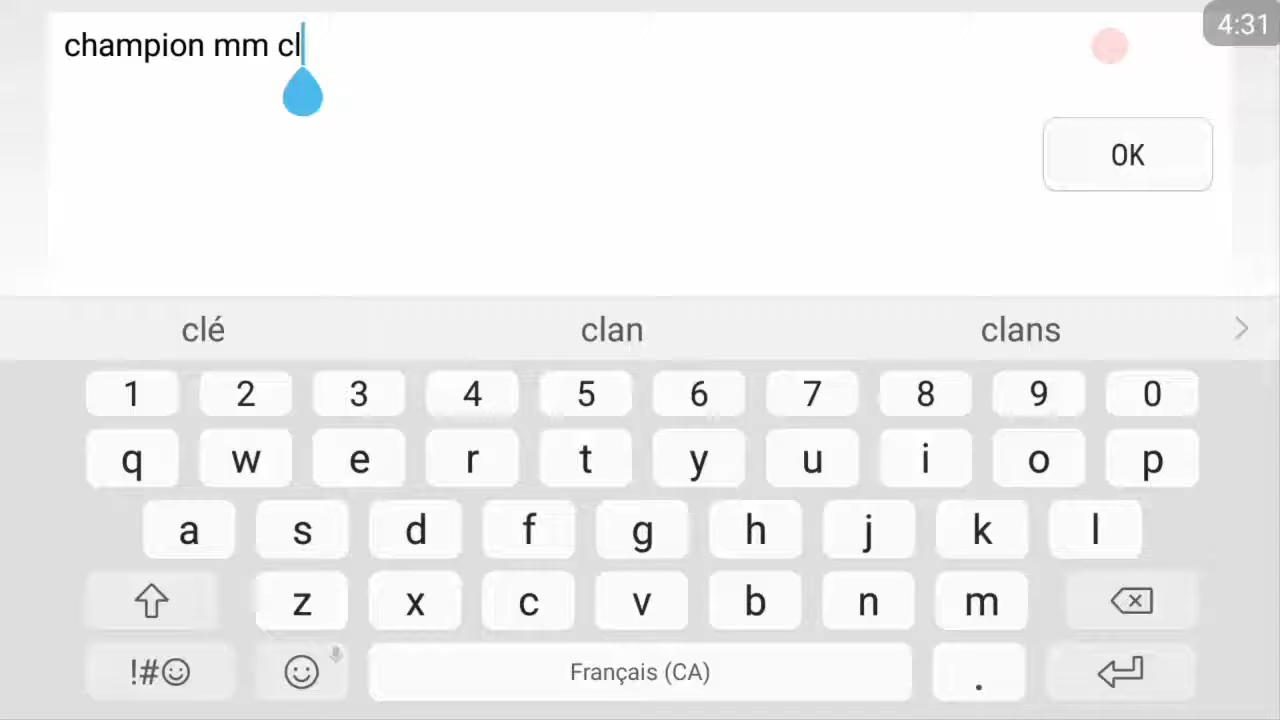 4:31
champion mm cl
OK
clé clan clans
1 2 3 4 5 6 7 8 9 0
q w e r t y u i o p
a s d f g h j k l
z x c v b n m
!#☺ Français (CA) .